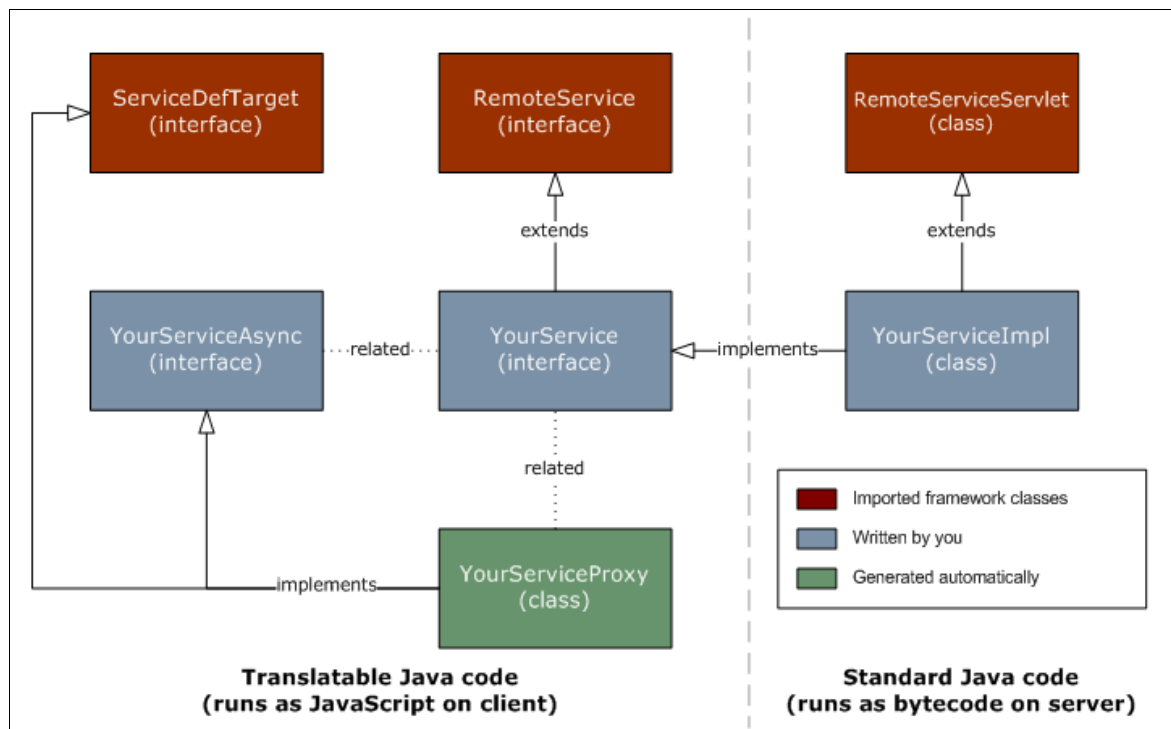 ServiceDefTarget
(interface)
RemoteService
(interface)
RemoteServiceServlet
(class)
extends
extends
YourServiceAsync
(interface)
related
YourService
(interface)
implements
YourServiceImpl
(class)
related
Imported framework classes
Written by you
Generated automatically
implements
YourServiceProxy
(class)
Translatable Java code
(runs as JavaScript on client)
Standard Java code
(runs as bytecode on server)